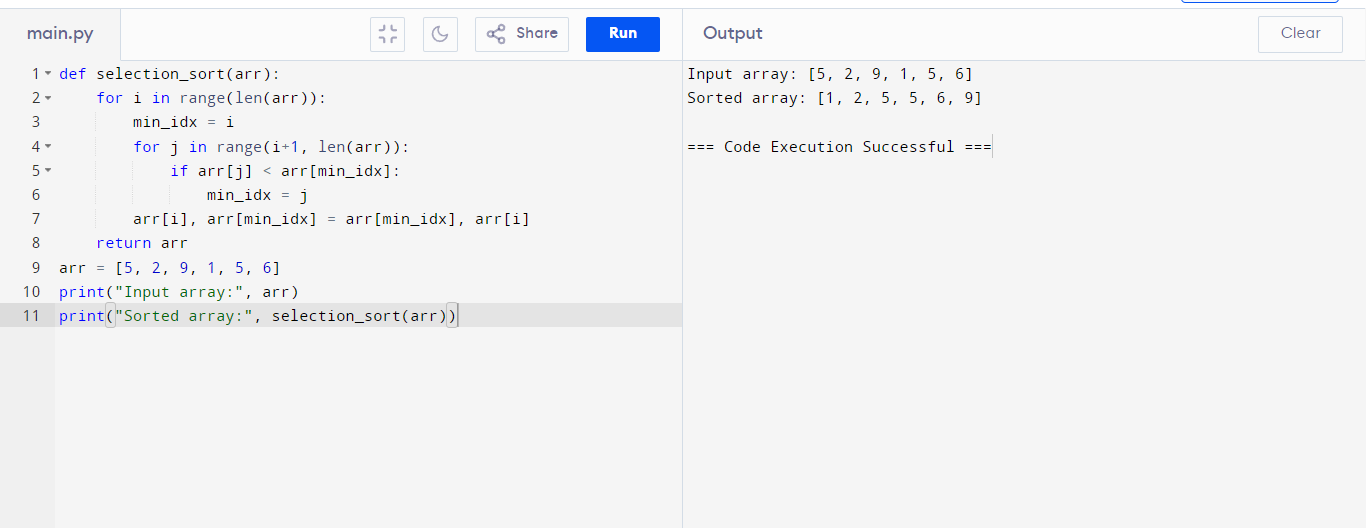 main.py
Share
Run
Output
Clear
1 def selection_sort(arr):
2     for i in range(len(arr)):
3         min_idx = i
4         for j in range(i+1, len(arr)):
5             if arr[j] < arr[min_idx]:
6                 min_idx = j
7         arr[i], arr[min_idx] = arr[min_idx], arr[i]
8     return arr
9 arr = [5, 2, 9, 1, 5, 6]
10 print("Input array:", arr)
11 print("Sorted array:", selection_sort(arr))
Input array: [5, 2, 9, 1, 5, 6]
Sorted array: [1, 2, 5, 5, 6, 9]
=== Code Execution Successful ===